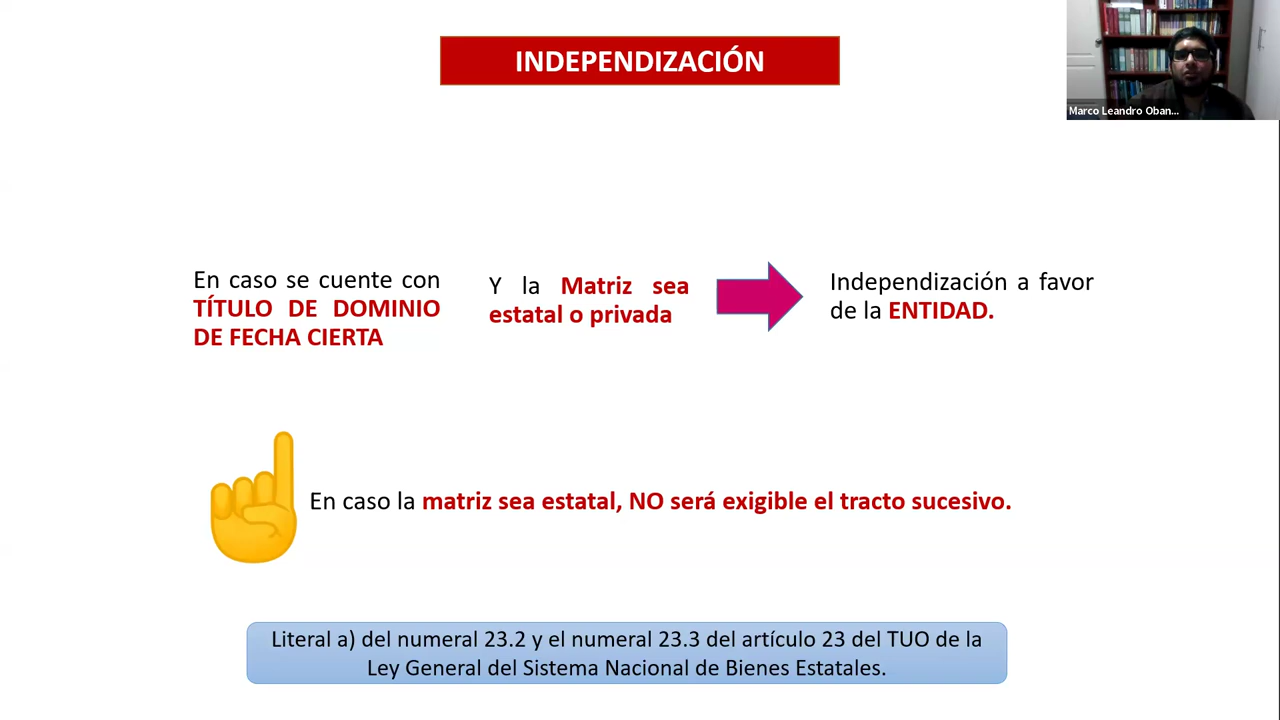 INDEPENDIZACIÓN
Marco Leandro Oban...
En caso se cuente con
TÍTULO DE DOMINIO
DE FECHA CIERTA
Y la Matriz sea
estatal o privada
Independización a favor
de la ENTIDAD.
En caso la matriz sea estatal, NO será exigible el tracto sucesivo.
Literal a) del numeral 23.2 y el numeral 23.3 del artículo 23 del TUO de la
Ley General del Sistema Nacional de Bienes Estatales.